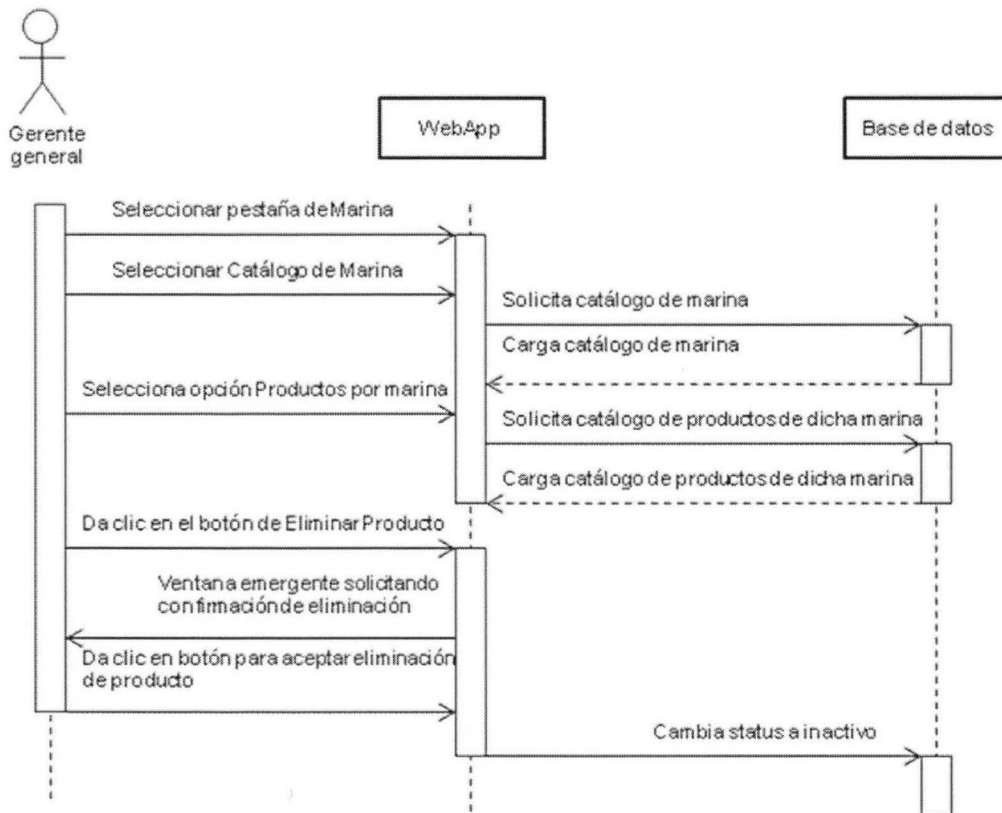 Gerente
general
WebApp
Base de datos
Seleccionar pestaña de Marina
Seleccionar Catálogo de Marina
Solicita catálogo de marina
Carga catálogo de marina
Selecciona opción Productos por marina
Solicita catálogo de productos de dicha marina
Carga catálogo de productos de dicha marina
Da clic en el botón de Eliminar Producto
Ventana emergente solicitando
confirmación de eliminación
Da clic en botón para aceptar eliminación
de producto
Cambia status a inactivo